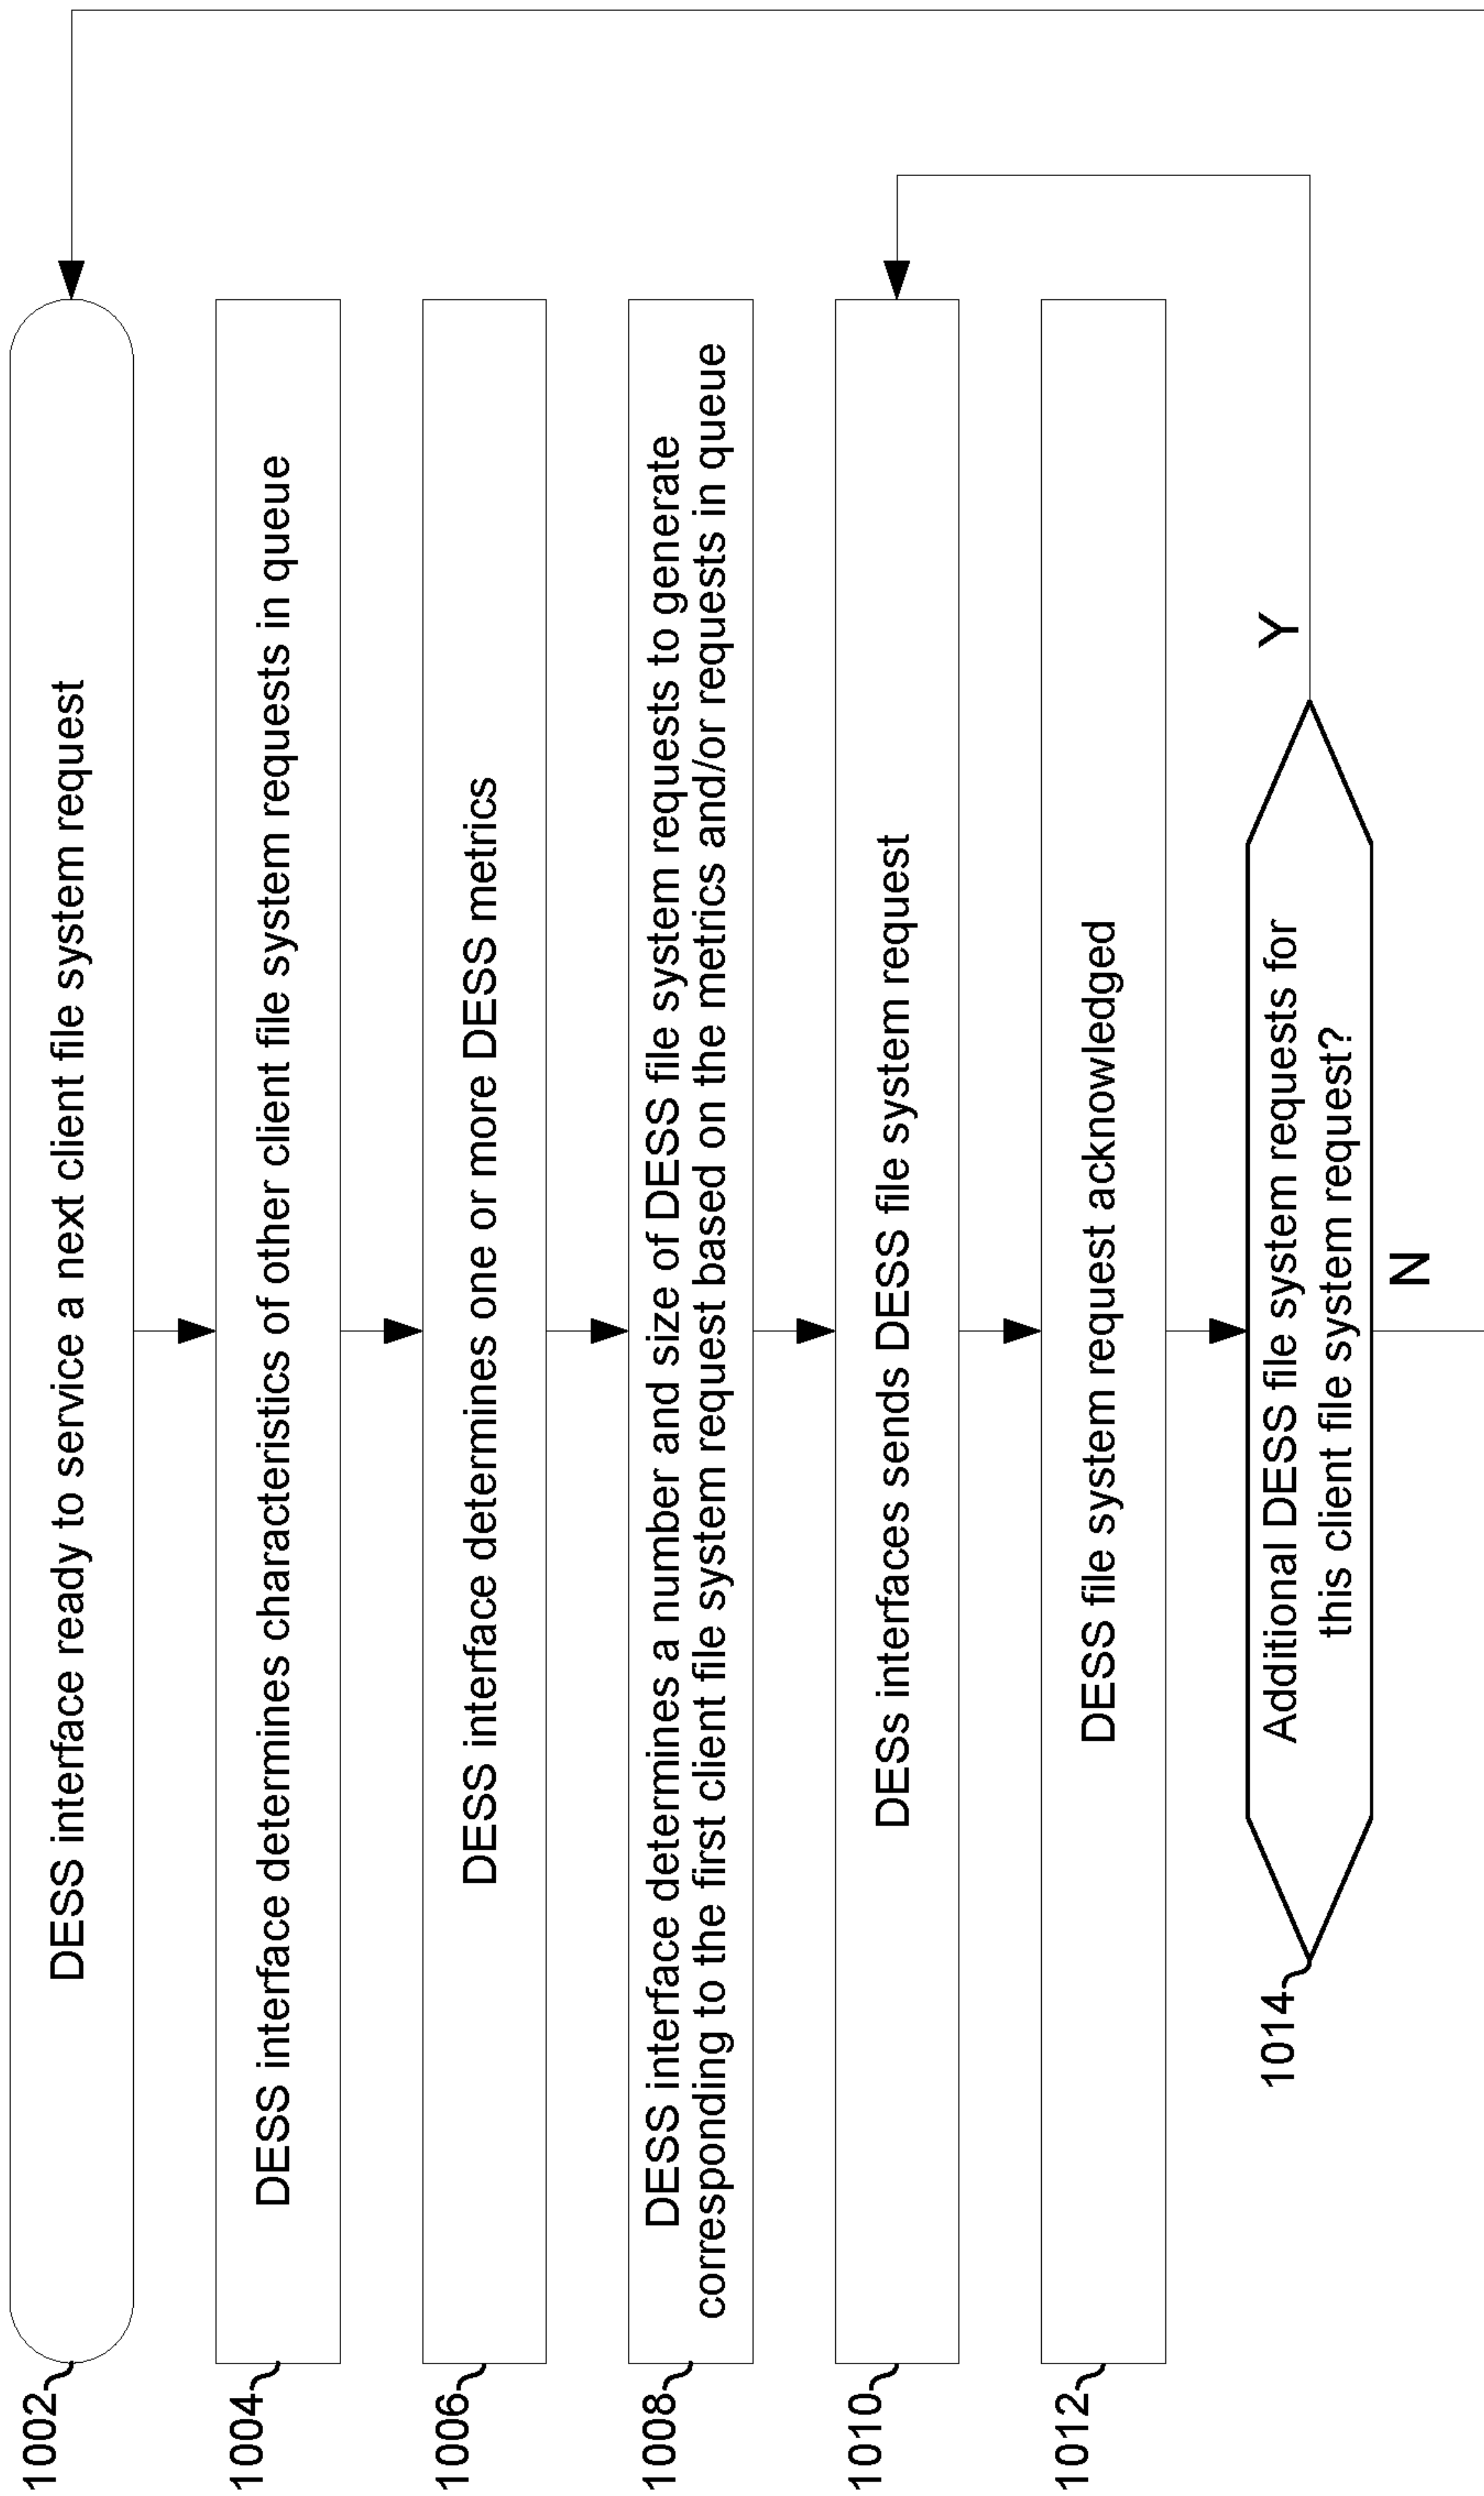 1002
DESS interface ready to service a next client file system request
1004
DESS interface determines characteristics of other client file system requests in queue
1006
DESS interface determines one or more DESS metrics
1008
DESS interface determines a number and size of DESS file system requests to generate
corresponding to the first client file system request based on the metrics and/or requests in queue
1010
DESs interfaces sends DESS file system request
1012
DESS file system request acknowledged
1014
Additional DESS file system requests for
this client file system request?
Y
N